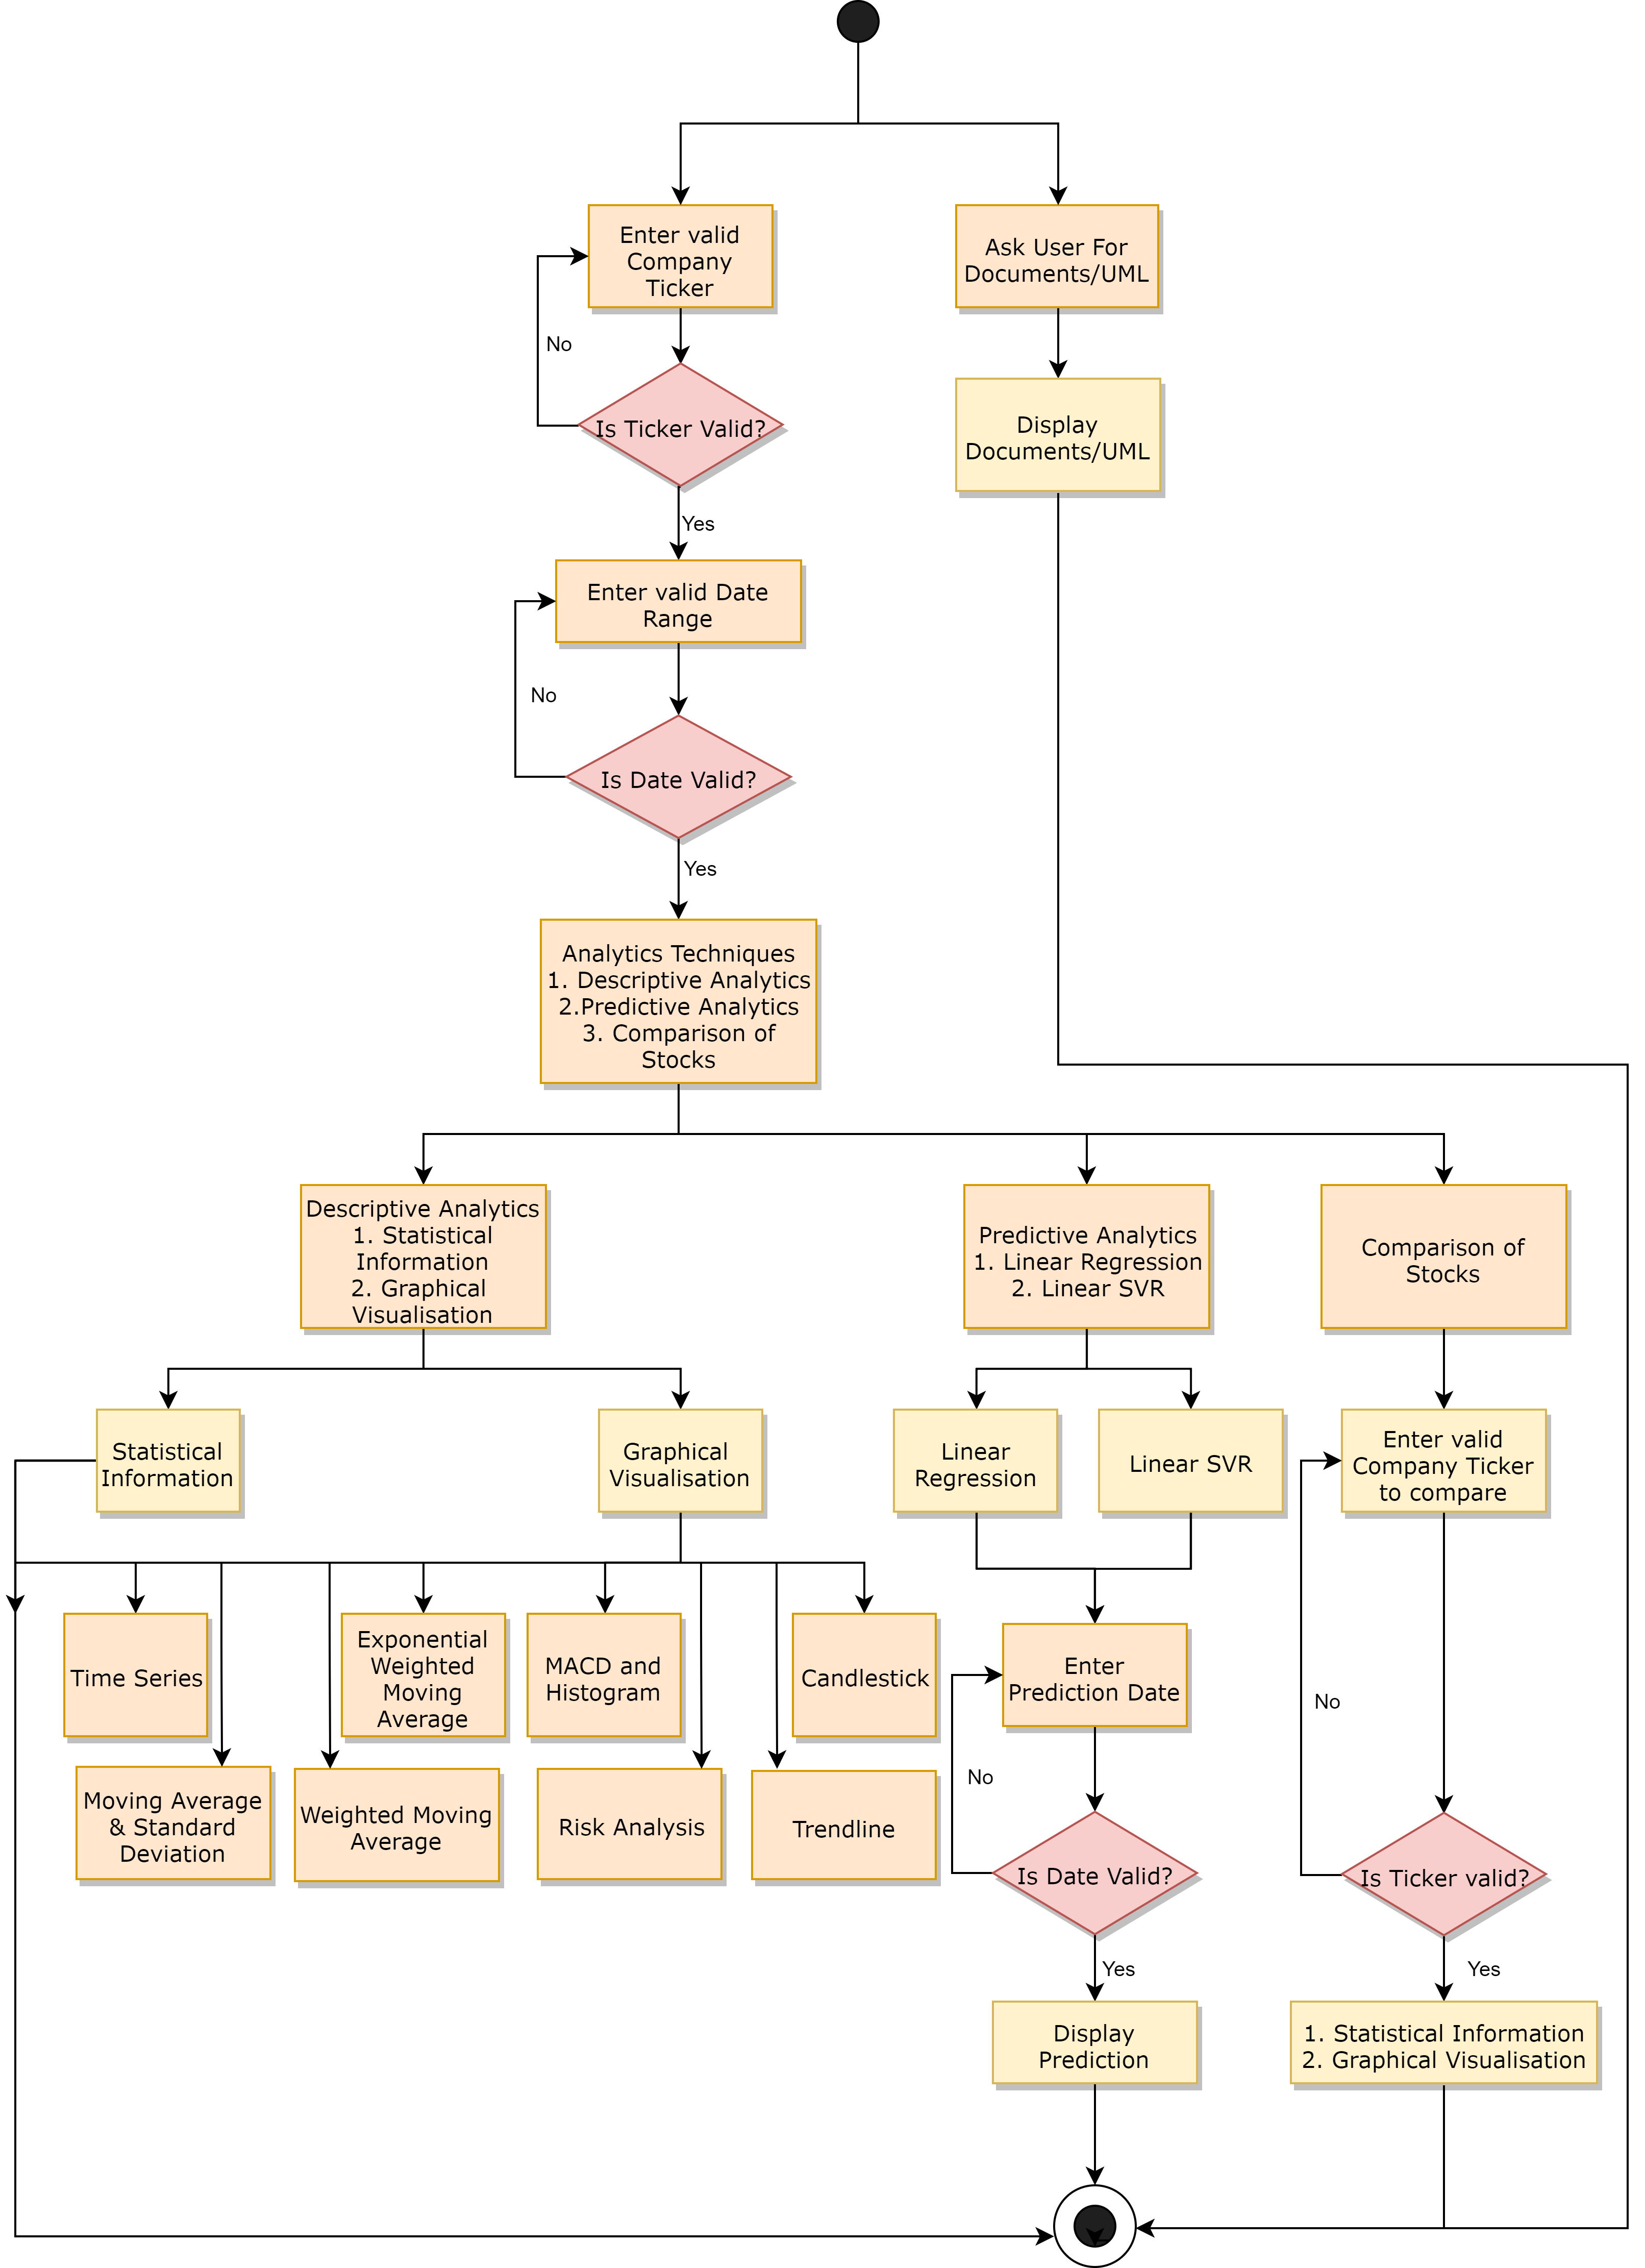 Enter valid
Company
Ticker
Ask User For
Documents/UML
No
Is Ticker Valid?
Display
Documents/UML
Yes
Enter valid Date
Range
No
Is Date Valid?
Yes
Analytics Techniques
1. Descriptive Analytics
2.Predictive Analytics
3. Comparison of
Stocks
Descriptive Analytics
1. Statistical
Information
2. Graphical
Visualisation
Predictive Analytics
1. Linear Regression
2. Linear SVR
Comparison of
Stocks
Statistical
Information
Graphical
Visualisation
Linear
Regression
Linear SVR
Enter valid
Company Ticker
to compare
Time Series
Exponential
Weighted
Moving
Average
MACD and
Histogram
Candlestick
Enter
Prediction Date
No
Moving Average
& Standard
Deviation
Weighted Moving
Average
Risk Analysis
Trendline
No
Is Date Valid?
Is Ticker valid?
Yes
Yes
Display
Prediction
1. Statistical Information
2. Graphical Visualisation